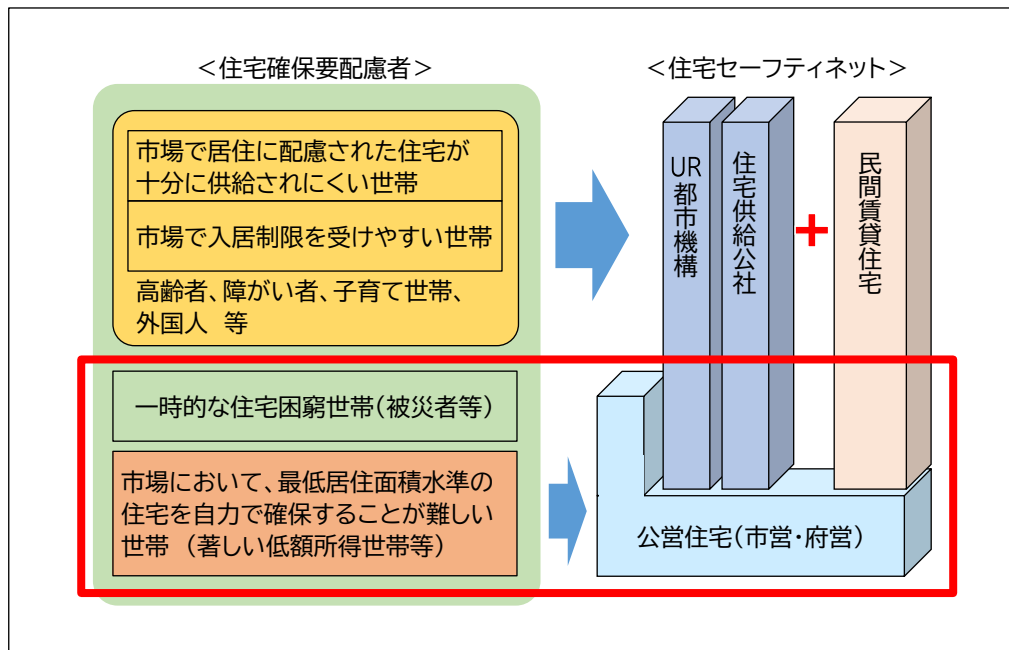 <住宅確保要配慮者>
<住宅セーフティネット>
市場で居住に配慮された住宅が
十分に供給されにくい世帯
市場で入居制限を受けやすい世帯
高齢者、障がい者、子育て世帯、
外国人 等
一時的な住宅困窮世帯(被災者等)
市場において、最低居住面積水準の
住宅を自力で確保することが難しい
世帯 (著しい低額所得世帯等)
UR都市機構
住宅供給公社
+
民間賃貸住宅
公営住宅(市営・府営)